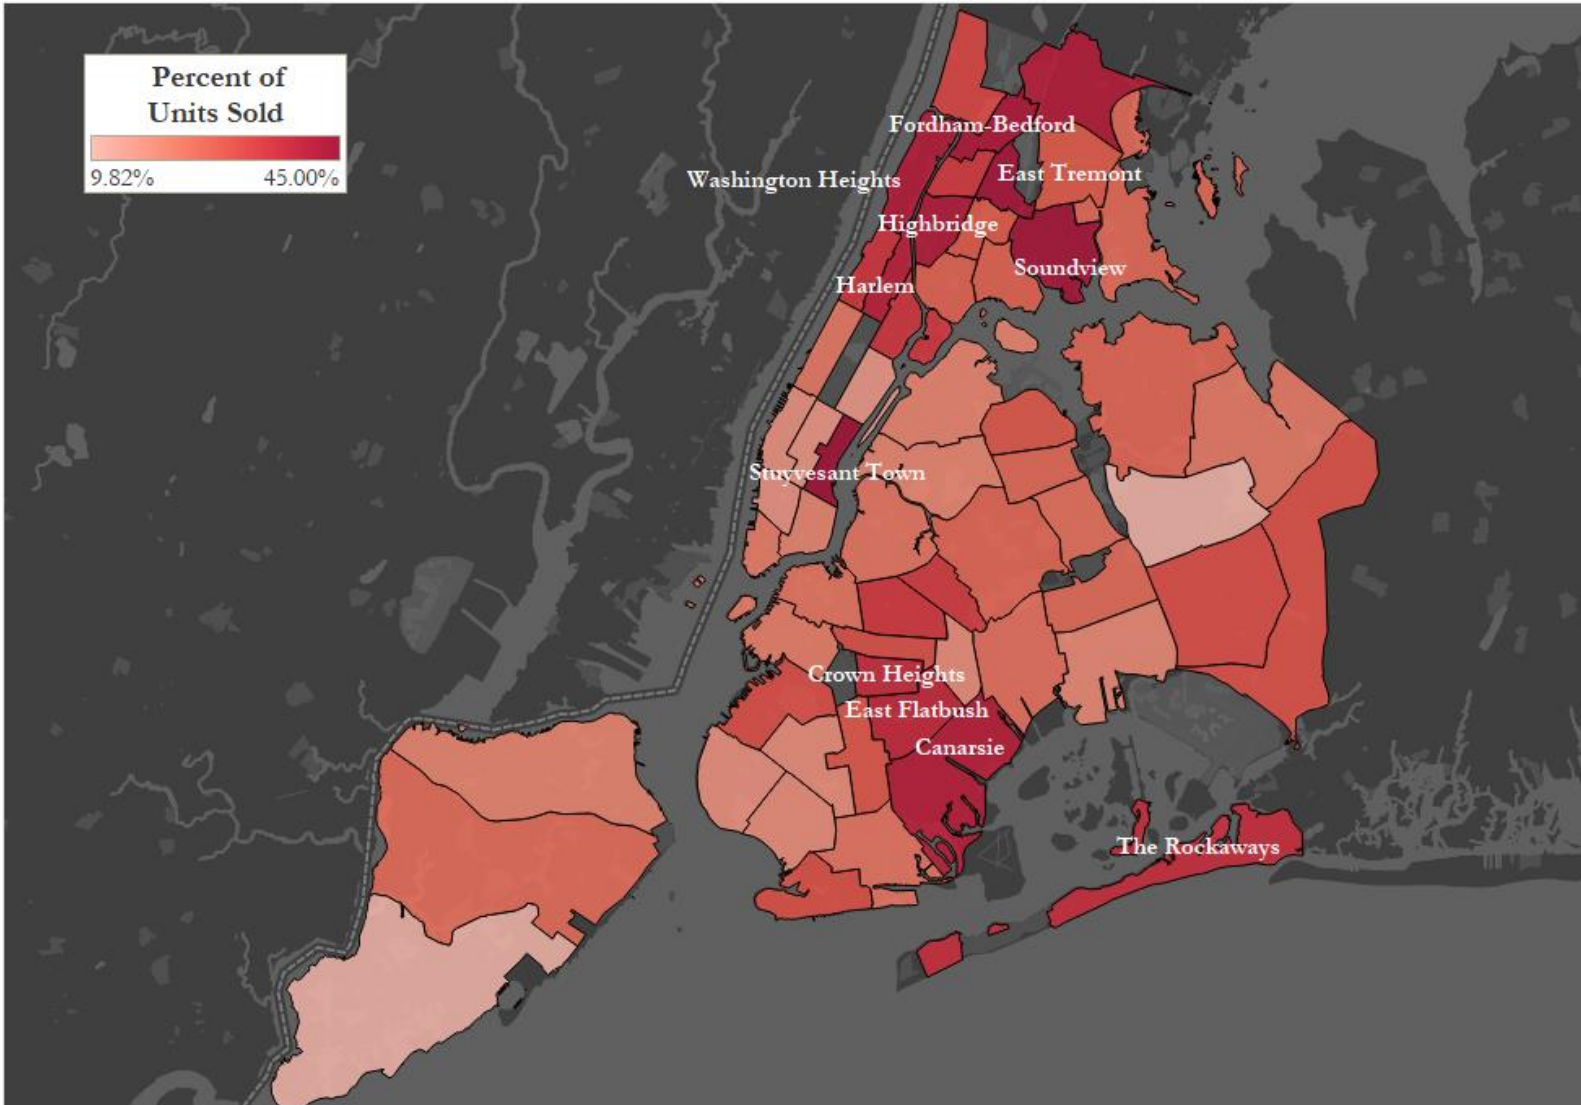 Percent of
Units Sold
9.82%
45.00%
Fordham-Bedford
East Tremont
Washington Heights
Highbridge
Soundview
Harlem
Stuyvesant Town
Crown Heights
East Flatbush
Canarsie
The Rockaways